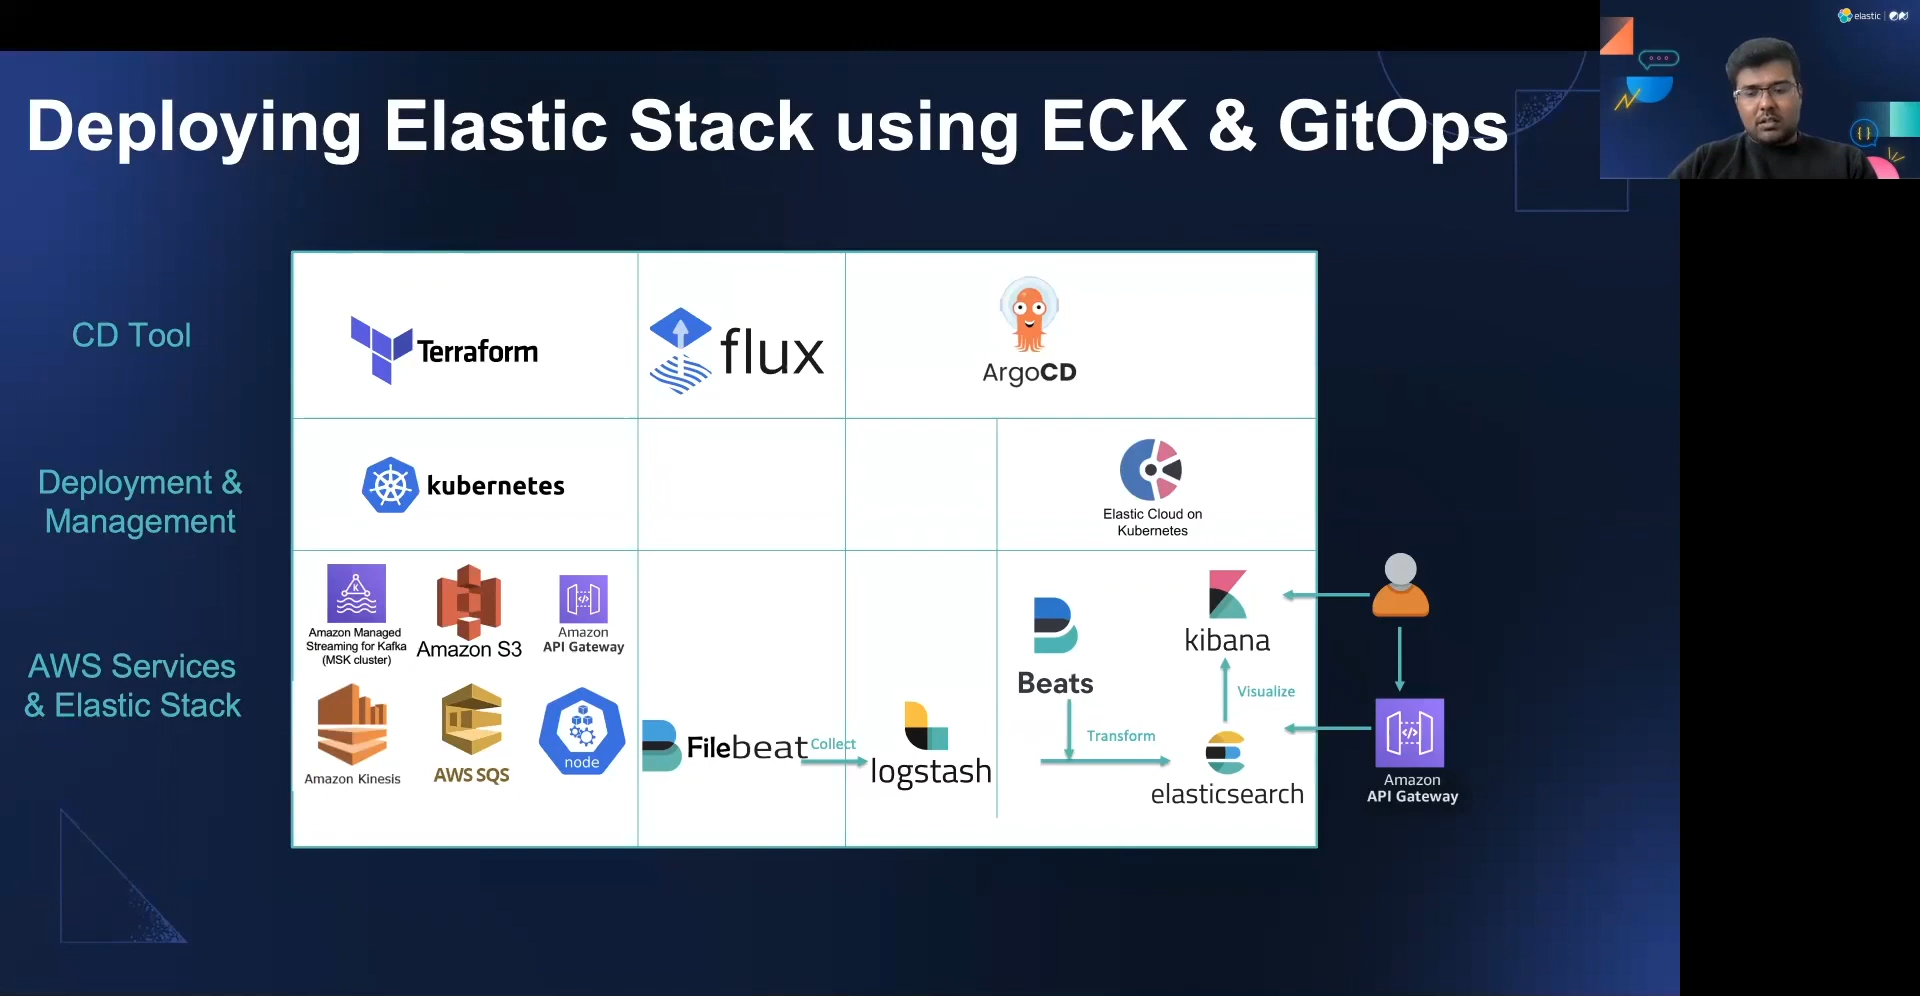 elastic
Deploying Elastic Stack using ECK & GitOps
CD Tool
Terraform
flux
ArgoCD
Deployment &
Management
kubernetes
Elastic Cloud on
Kubernetes
AWS Services
& Elastic Stack
Amazon Managed
Streaming for Kafka
(MSK cluster)
Amazon S3
Amazon
API Gateway
Amazon Kinesis
AWS SQS
node
Filebeat
Collect
logstash
Beats
Transform
kibana
Visualize
elasticsearch
Amazon
API Gateway